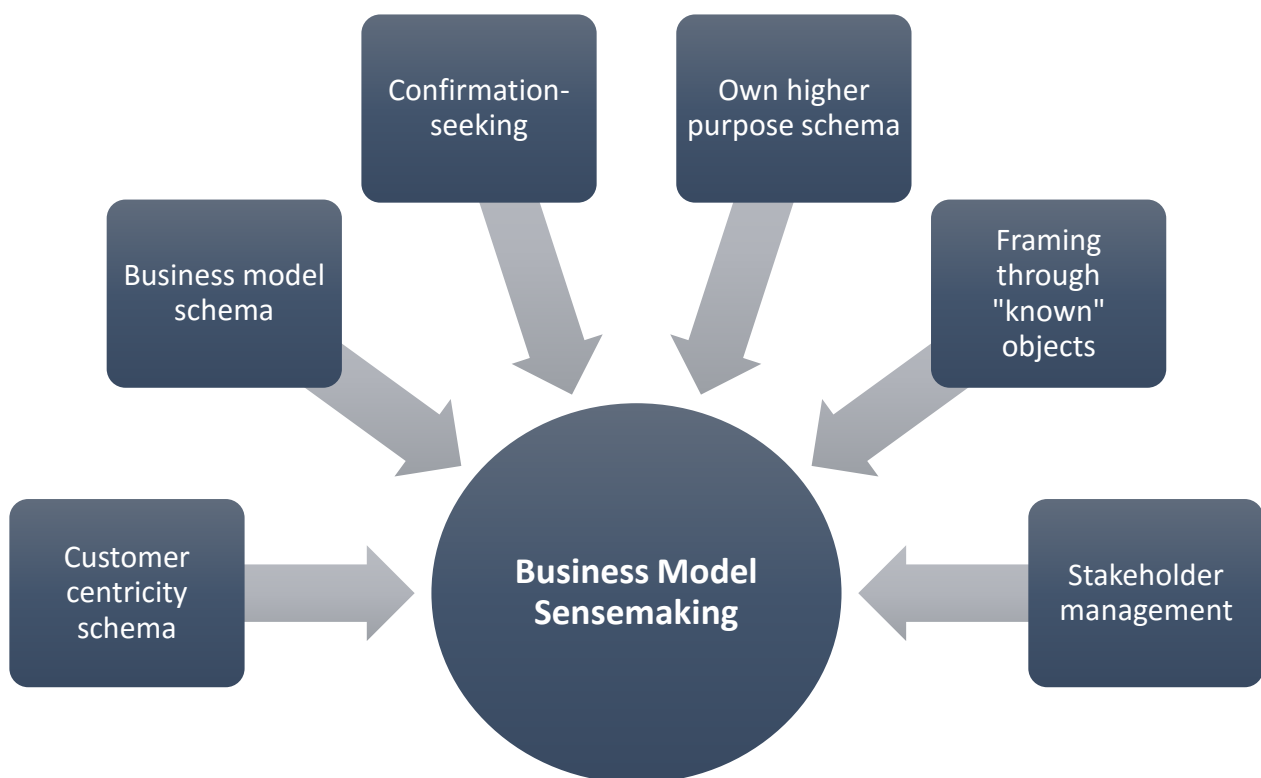 Confirmation-
seeking
Own higher
purpose schema
Business model
schema
Framing
through
"known"
objects
Customer
centricity
schema
Business Model
Sensemaking
Stakeholder
management